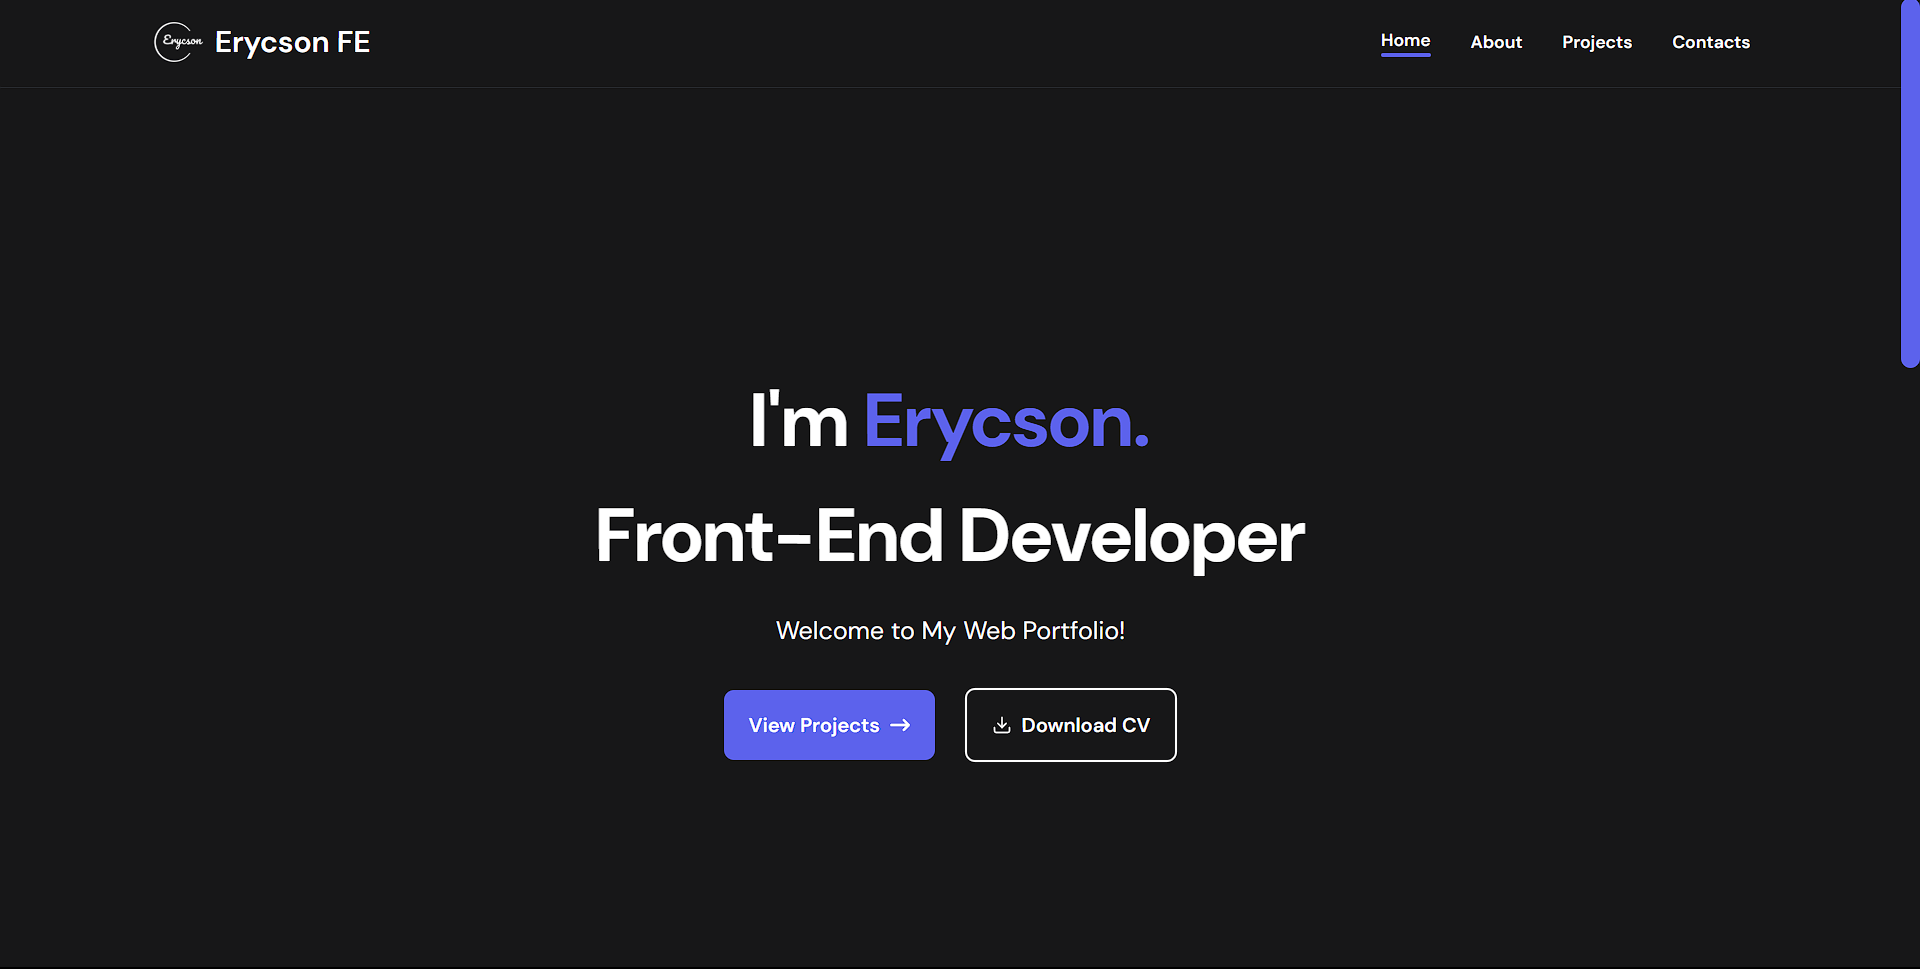 Erycson
Erycson FE
Home
About
Projects
Contacts
I'm Erycson.
Front-End Developer
Welcome to My Web Portfolio!
View Projects
Download CV